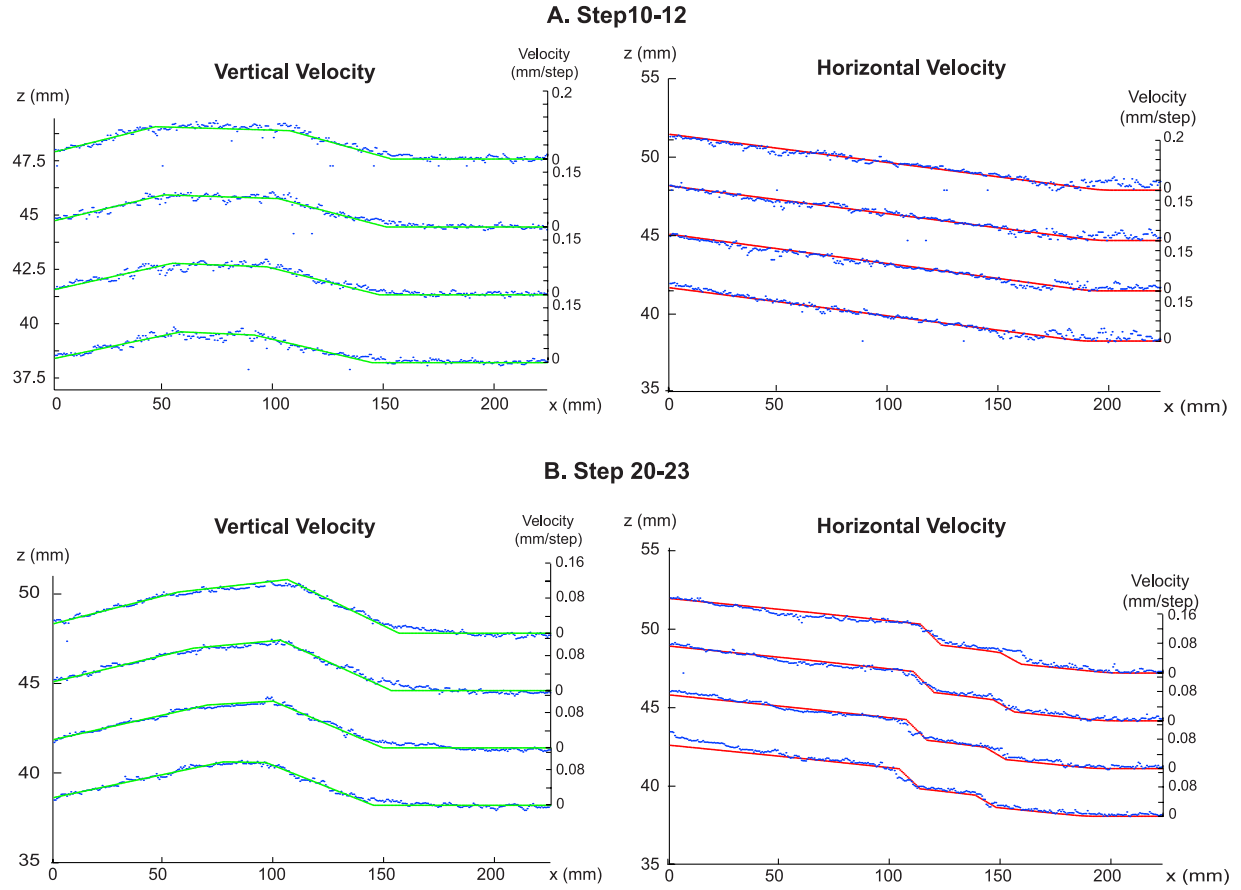 A. Step10-12
Vertical Velocity
z (mm)
Velocity
(mm/step)
0.2
0
0.15
0
0.15
0
0.15
0
47.5
45
42.5
40
37.5
0 50 100 150 200 x (mm)
Horizontal Velocity
z (mm)
Velocity
(mm/step)
55
50
45
40
35
0.2
0
0.15
0
0.15
0
0.15
0
0 50 100 150 200 x (mm)
B. Step 20-23
Vertical Velocity
z (mm)
Velocity
(mm/step)
0.16
0.08
0
0.08
0
0.08
0
0.08
0
50
45
40
35
0 50 100 150 200 x (mm)
Horizontal Velocity
z (mm)
Velocity
(mm/step)
55
50
45
40
35
0.16
0.08
0
0.08
0
0.08
0
0.08
0
0 50 100 150 200 x (mm)